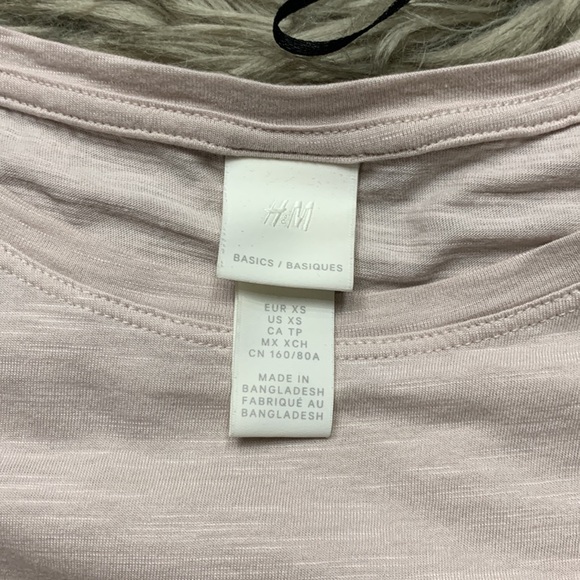 H&M
BASICS / BASIQUES
EUR XS
US XS
CA TP
MX XCH
CN 160/80A
MADE IN
BANGLADESH
FABRIQUÉ AU
BANGLADESH